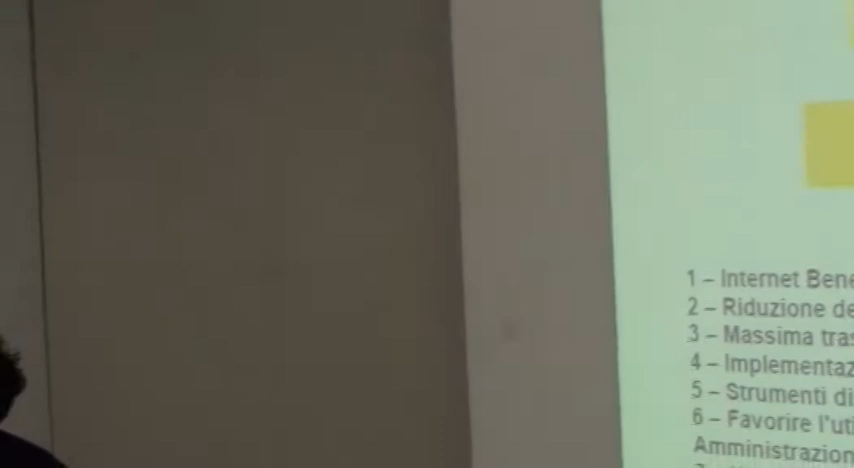 1 – Internet Bene
2 – Riduzione de
3 – Massima tras
4 – Implementaz
5 – Strumenti di
6 – Favorire l'uti
Amministrazion